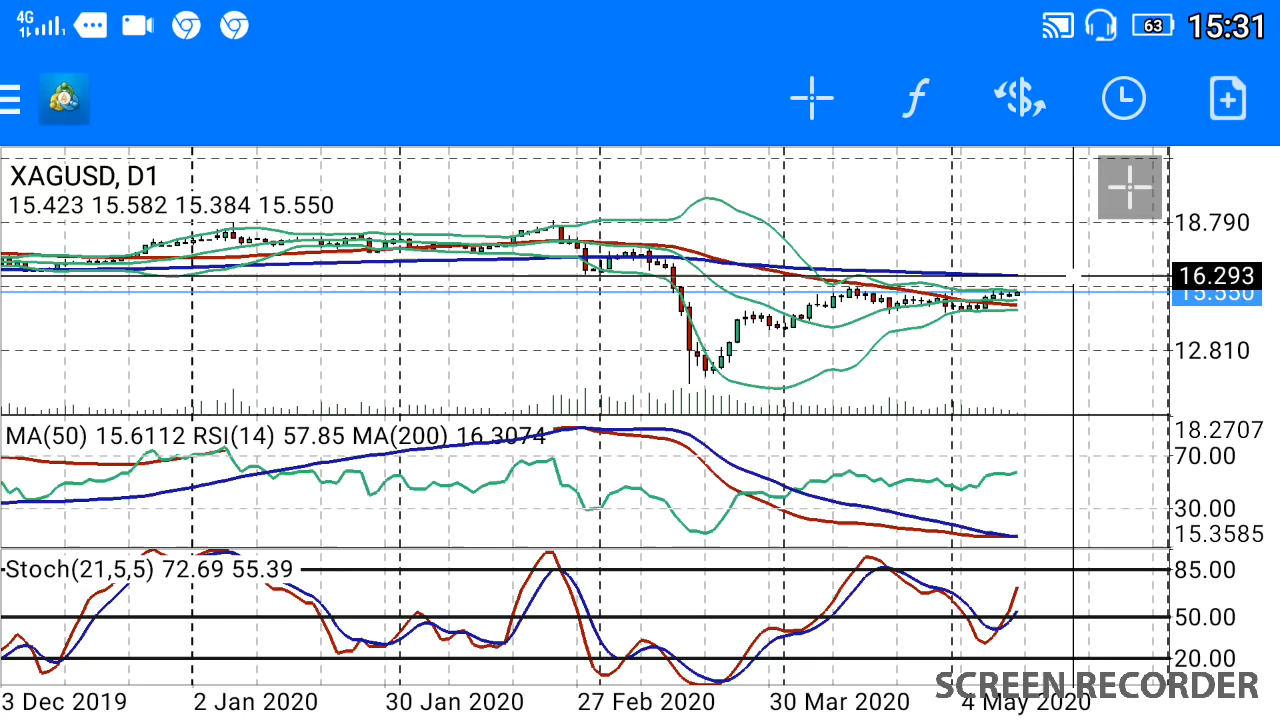 4G 63 15:31
XAGUSD, D1
15.423 15.582 15.384 15.550
18.790
16.293
15.550
12.810
MA(50) 15.6112 RSI(14) 57.85 MA(200) 16.3074
18.2707
70.00
30.00
15.3585
Stoch(21,5,5) 72.69 55.39
85.00
50.00
20.00
3 Dec 2019 2 Jan 2020 30 Jan 2020 27 Feb 2020 30 Mar 2020 4 May 2020
SCREEN RECORDER